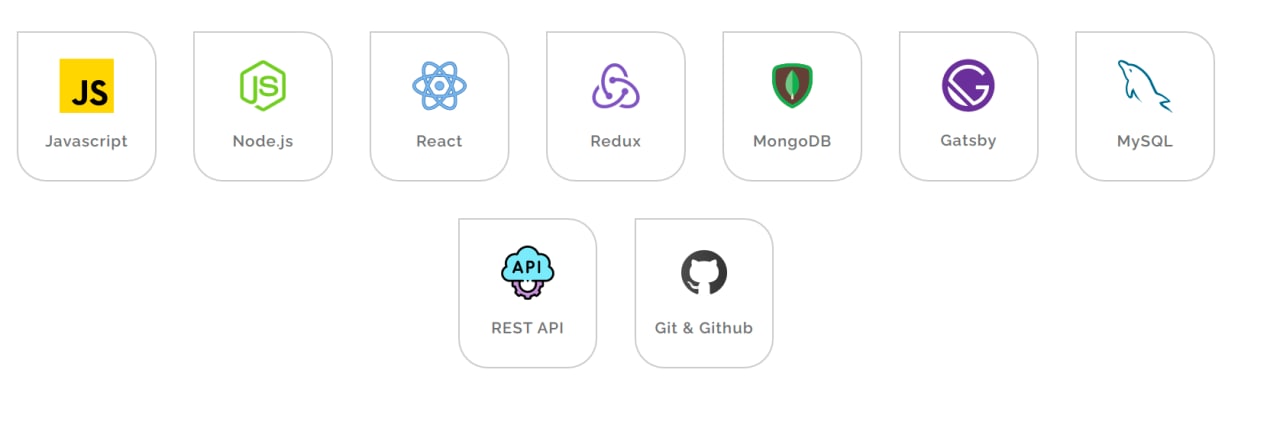 JS
JS
Javascript
Node.js
React
Redux
MongoDB
Gatsby
MySQL
API
REST API
Git & Github